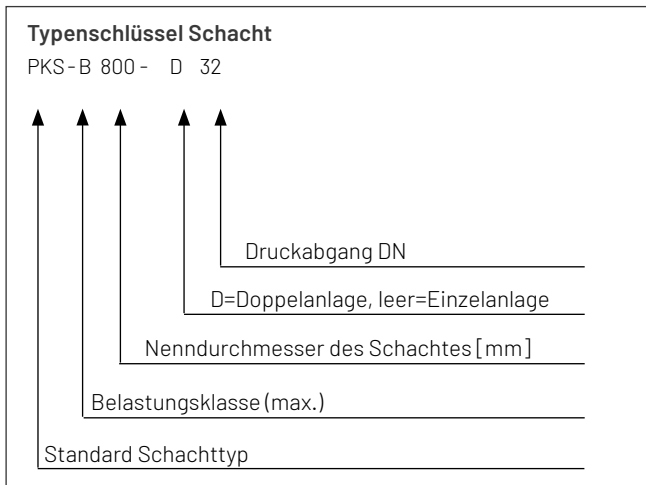 Typenschlüssel Schacht
PKS-B 800 - D 32
Druckabgang DN
D=Doppelanlage, leer=Einzelanlage
Nenndurchmesser des Schachtes [mm]
Belastungsklasse (max.)
Standard Schachttyp